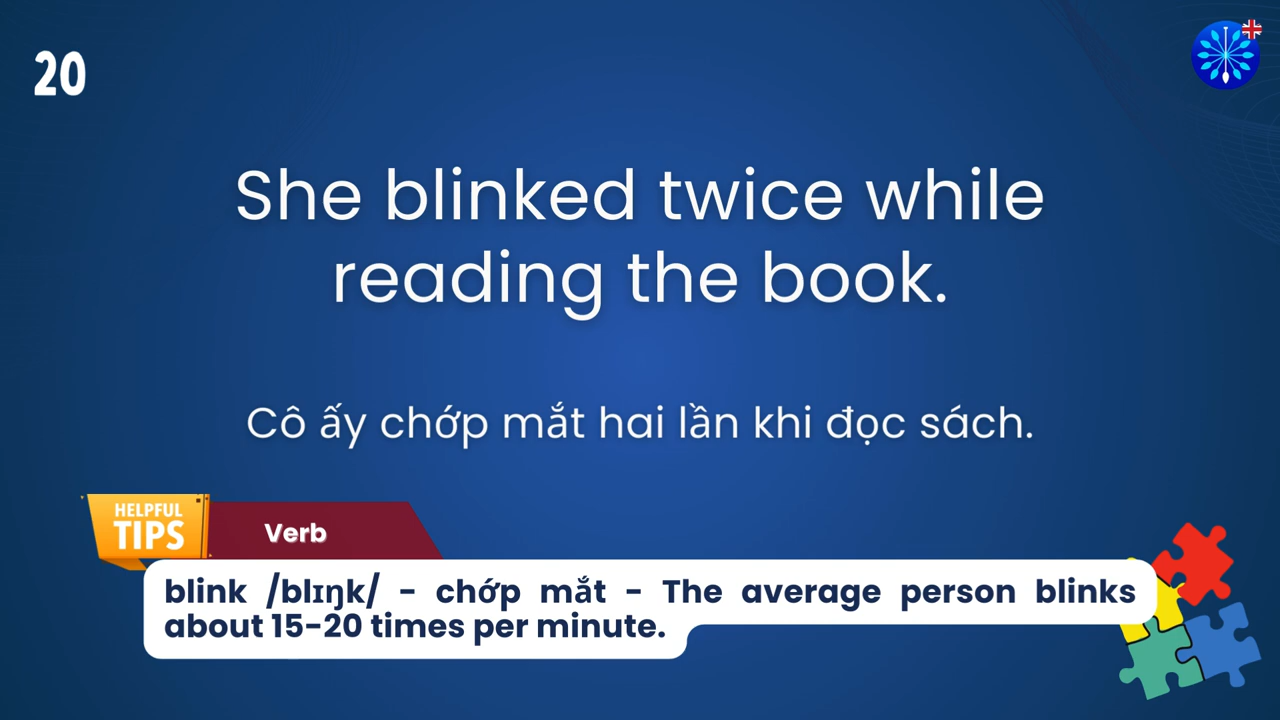 20
She blinked twice while
reading the book.
Cô ấy chớp mắt hai lần khi đọc sách.
HELPFUL
TIPS
Verb
blink /blɪŋk/ - chớp mắt - The average person blinks
about 15-20 times per minute.